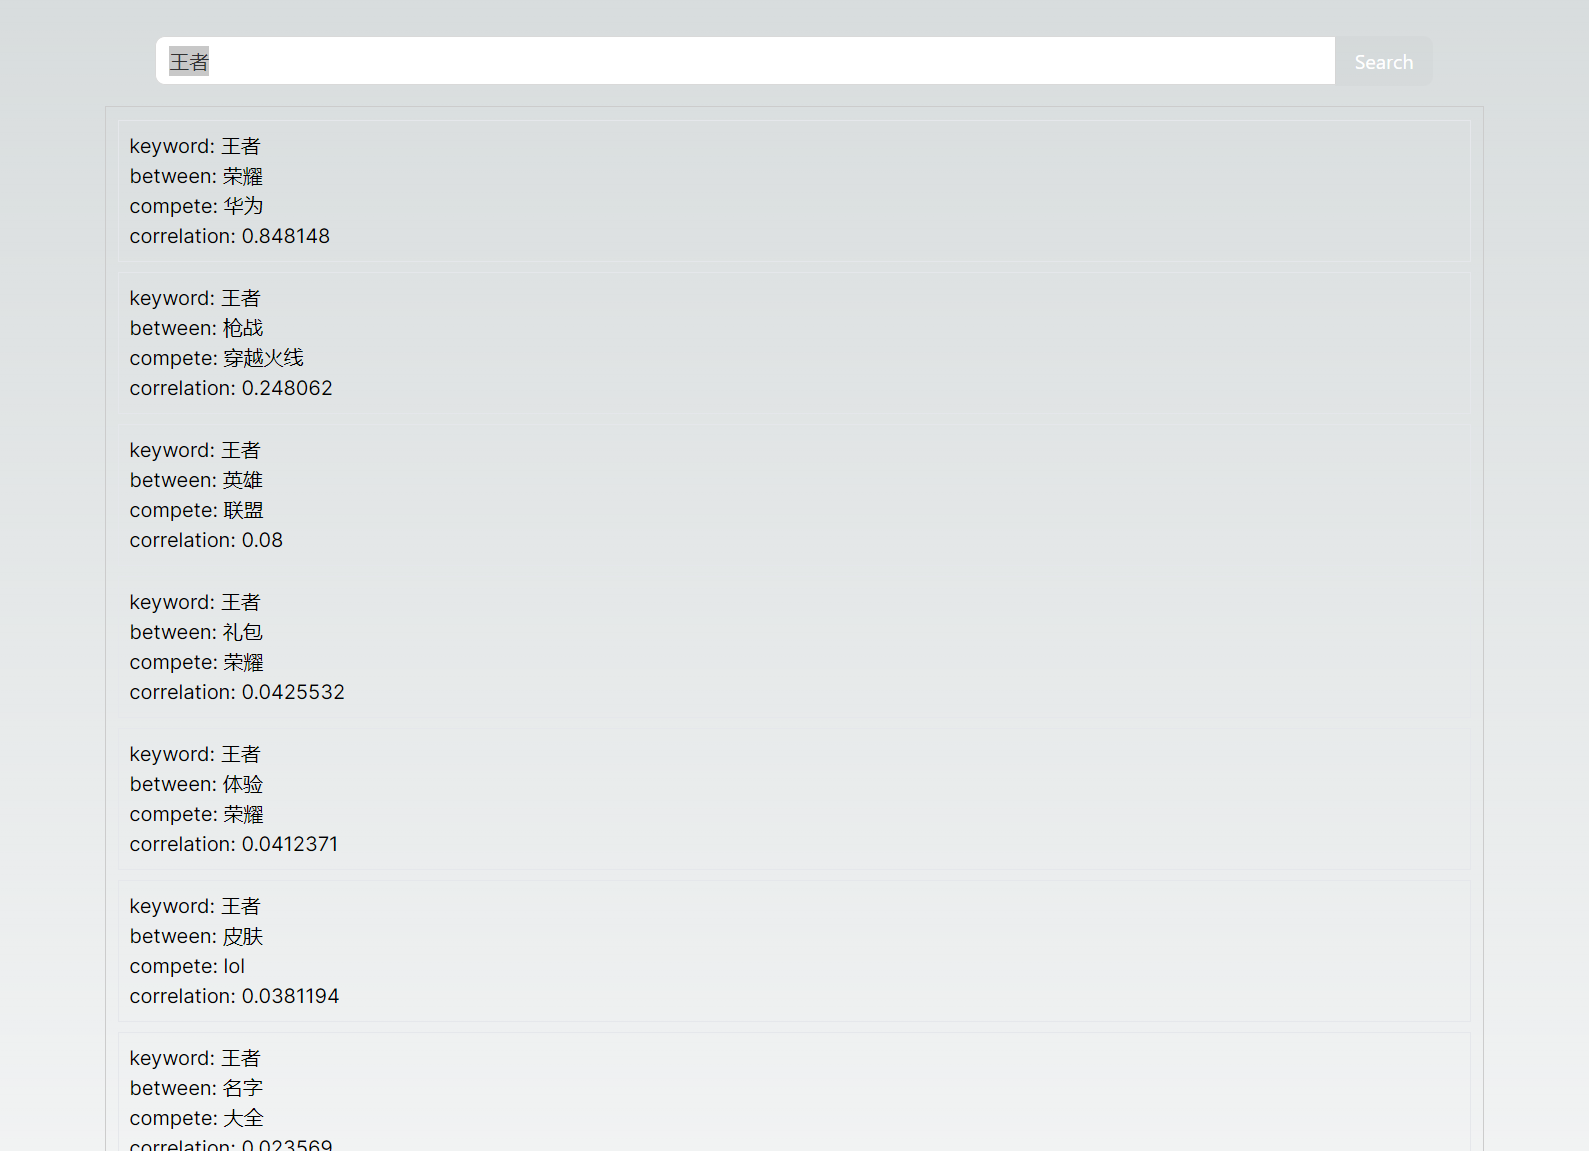 王者
Search
keyword: 王者
between: 荣耀
compete: 华为
correlation: 0.848148
keyword: 王者
between: 枪战
compete: 穿越火线
correlation: 0.248062
keyword: 王者
between: 英雄
compete: 联盟
correlation: 0.08
keyword: 王者
between: 礼包
compete: 荣耀
correlation: 0.0425532
keyword: 王者
between: 体验
compete: 荣耀
correlation: 0.0412371
keyword: 王者
between: 皮肤
compete: lol
correlation: 0.0381194
keyword: 王者
between: 名字
compete: 大全
correlation: 0.023569